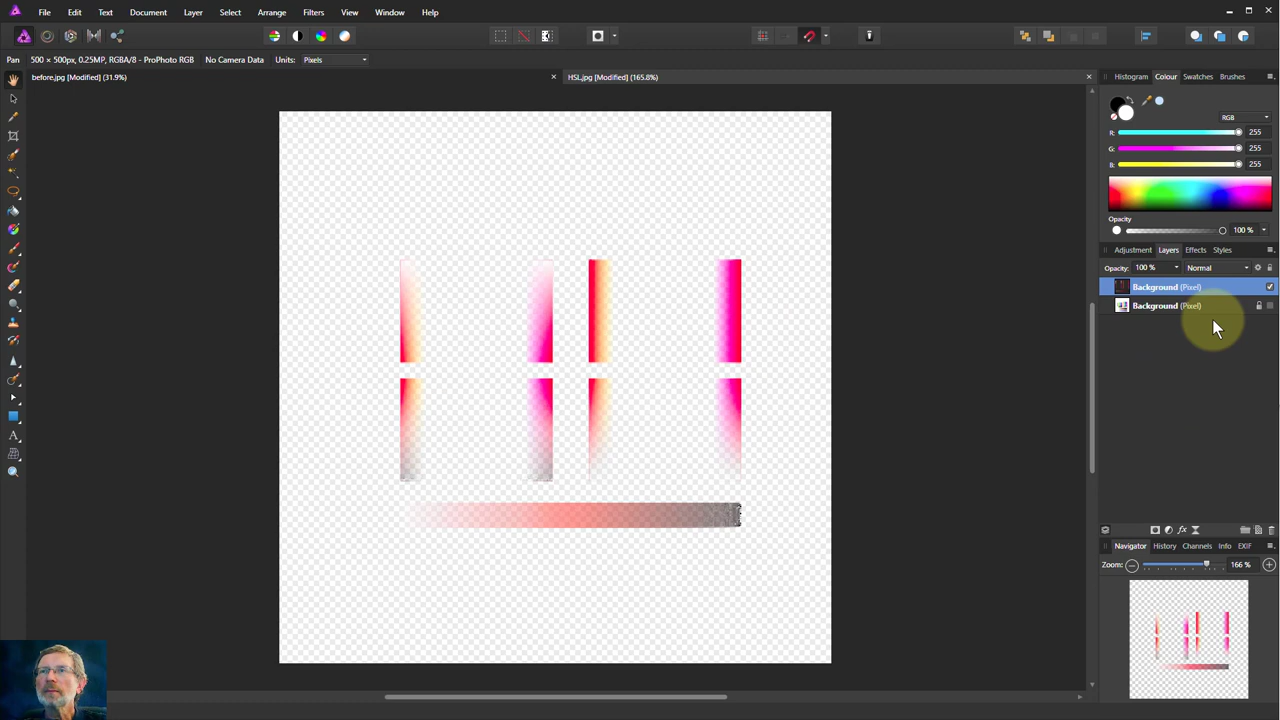 File Edit Text Document Layer Select Arrange Filters View Window Help
Pan 500 × 500px, 0.25MP, RGBA/8 - ProPhoto RGB No Camera Data Units: Pixels
before.jpg [Modified] (31.9%) HSL.jpg [Modified] (165.8%)
Histogram Colour Swatches Brushes
RGB
R: 255
G: 255
B: 255
Opacity
100 %
Adjustment Layers Effects Styles
Opacity: 100 % Normal
Background (Pixel)
Background (Pixel)
Navigator History Channels Info EXIF
Zoom: 166 %